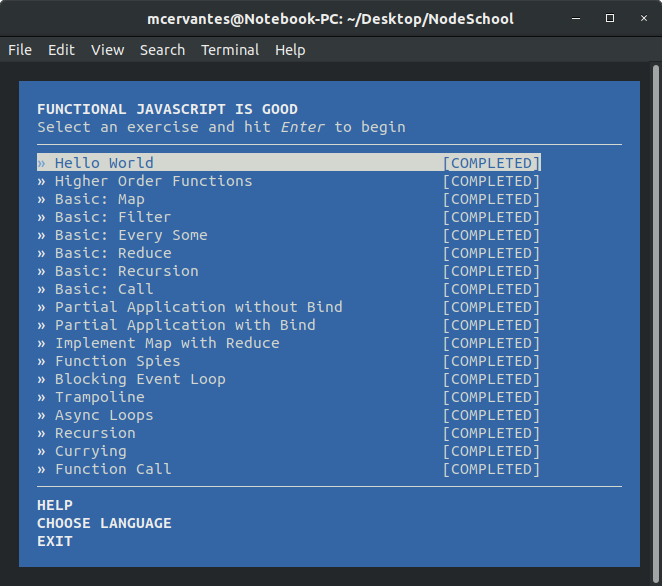 mcervantes@Notebook-PC: ~/Desktop/NodeSchool
File Edit View Search Terminal Help
FUNCTIONAL JAVASCRIPT IS GOOD
Select an exercise and hit Enter to begin
» Hello World [COMPLETED]
» Higher Order Functions [COMPLETED]
» Basic: Map [COMPLETED]
» Basic: Filter [COMPLETED]
» Basic: Every Some [COMPLETED]
» Basic: Reduce [COMPLETED]
» Basic: Recursion [COMPLETED]
» Basic: Call [COMPLETED]
» Partial Application without Bind [COMPLETED]
» Partial Application with Bind [COMPLETED]
» Implement Map with Reduce [COMPLETED]
» Function Spies [COMPLETED]
» Blocking Event Loop [COMPLETED]
» Trampoline [COMPLETED]
» Async Loops [COMPLETED]
» Recursion [COMPLETED]
» Currying [COMPLETED]
» Function Call [COMPLETED]
HELP
CHOOSE LANGUAGE
EXIT